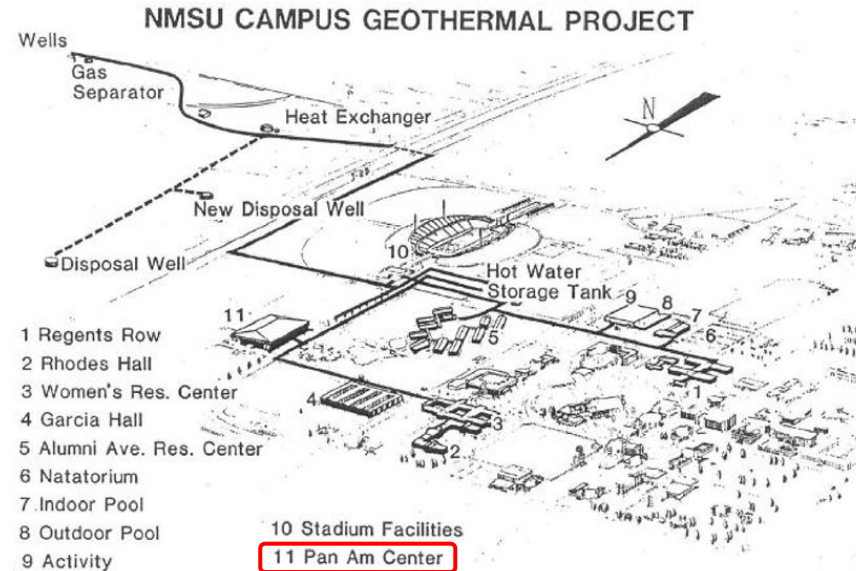 NMSU CAMPUS GEOTHERMAL PROJECT
Wells
Gas
Separator
Heat Exchanger
N
I-25
New Disposal Well
Disposal Well
10
Hot Water
Storage Tank
11
9
8
7
6
5
4
3
2
1
1 Regents Row
2 Rhodes Hall
3 Women's Res. Center
4 Garcia Hall
5 Alumni Ave. Res. Center
6 Natatorium
7 Indoor Pool
8 Outdoor Pool
9 Activity
10 Stadium Facilities
11 Pan Am Center